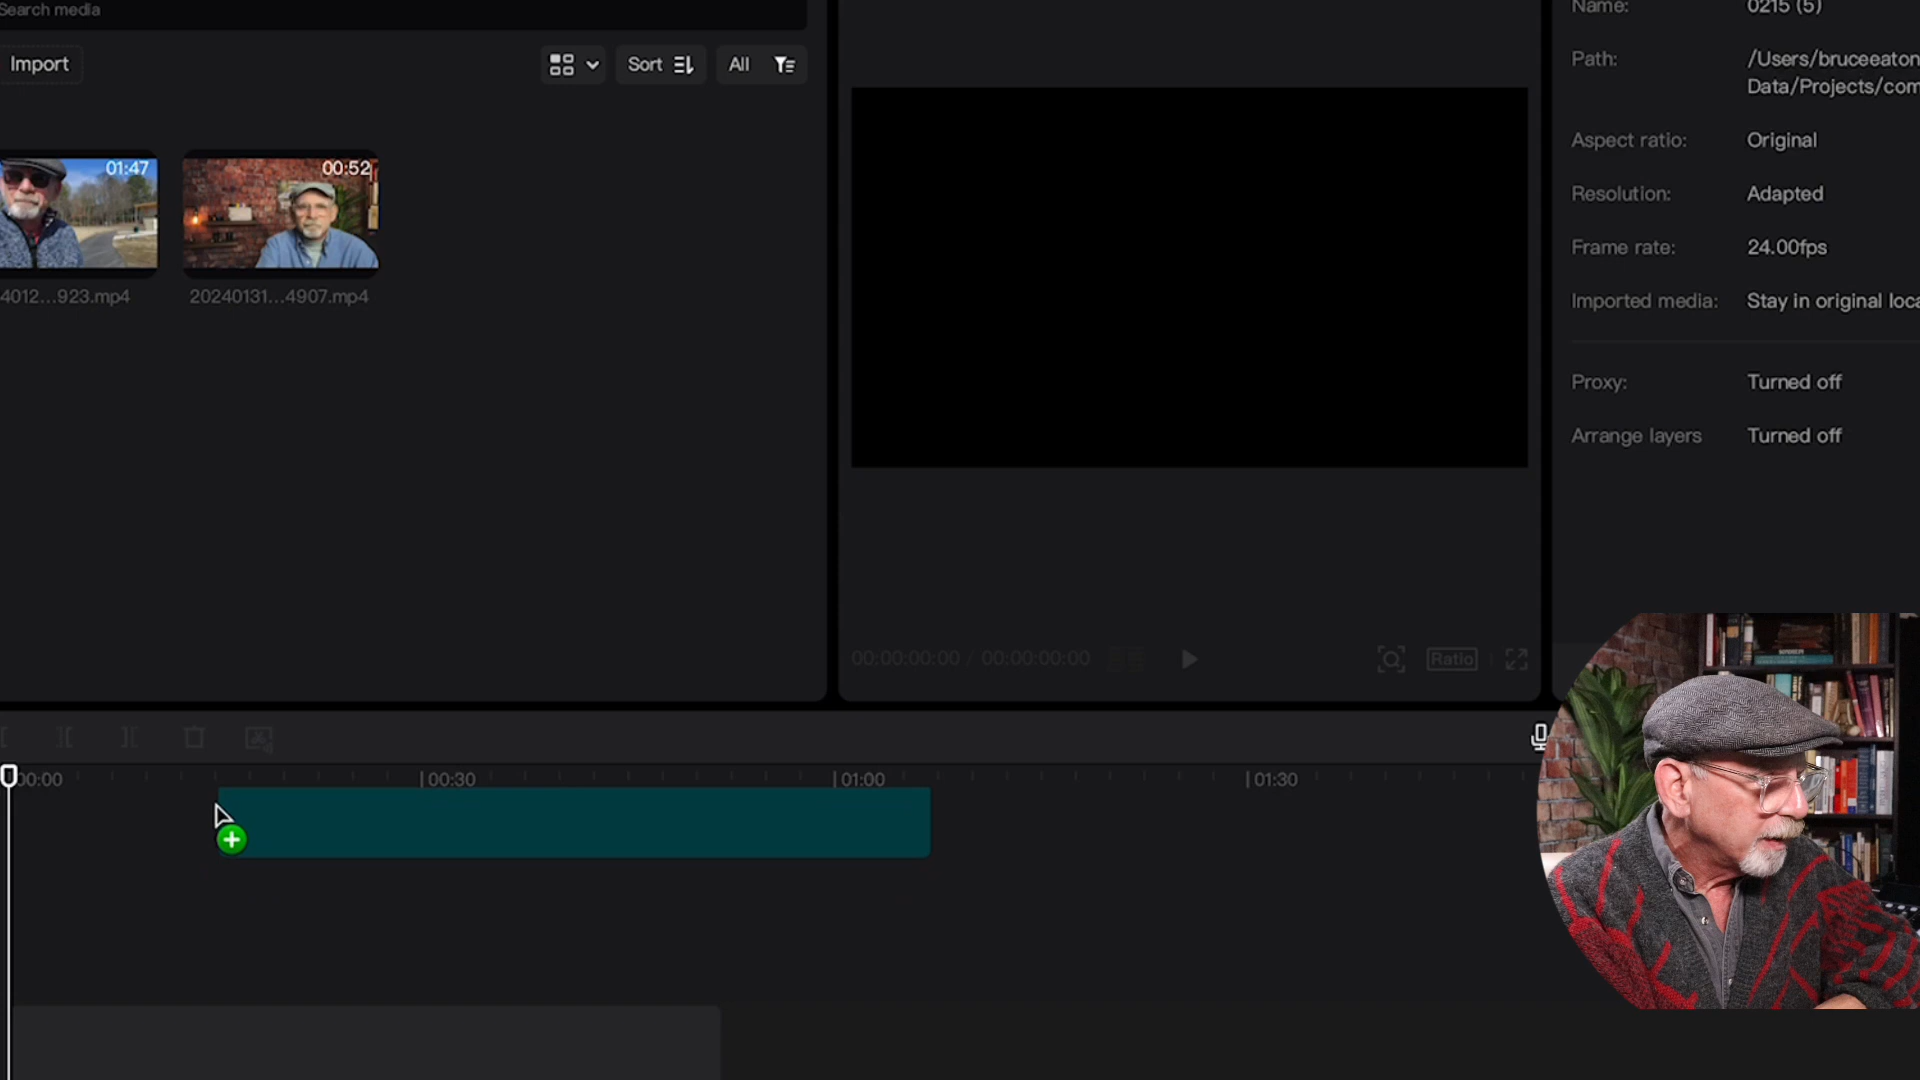 Search media
Import
Sort
All
01:47
00:52
4012...923.mp4
20240131...4907.mp4
00:00:00:00 / 00:00:00:00
Ratio
Name: 0215 (5)
Path: /Users/bruceeaton
Data/Projects/com
Aspect ratio: Original
Resolution: Adapted
Frame rate: 24.00fps
Imported media: Stay in original loca
Proxy: Turned off
Arrange layers Turned off
00:00
00:30
01:00
01:30